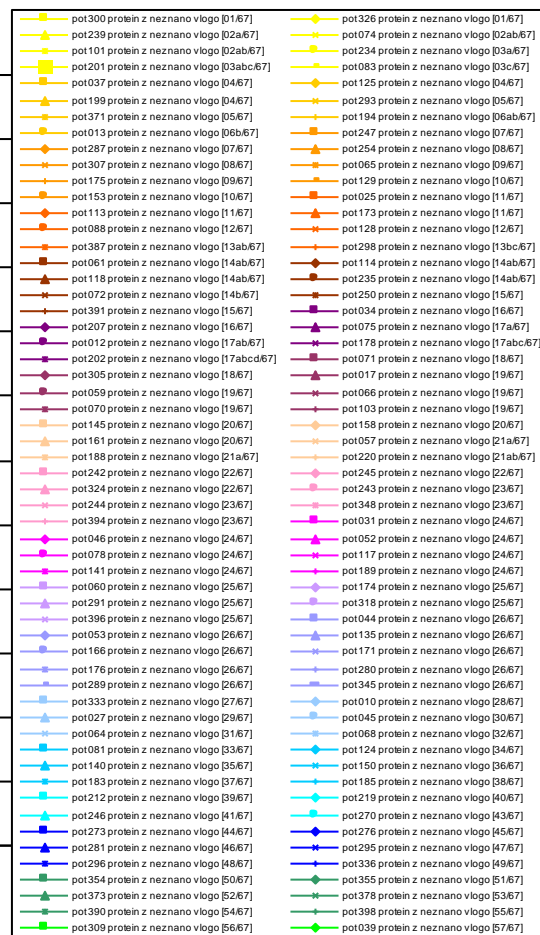 pot300 protein z neznano vlogo [01/67] pot326 protein z neznano vlogo [01/67]
pot239 protein z neznano vlogo [02a/67] pot074 protein z neznano vlogo [02ab/67]
pot101 protein z neznano vlogo [02ab/67] pot234 protein z neznano vlogo [03a/67]
pot201 protein z neznano vlogo [03abc/67] pot083 protein z neznano vlogo [03c/67]
pot037 protein z neznano vlogo [04/67] pot125 protein z neznano vlogo [04/67]
pot199 protein z neznano vlogo [04/67] pot293 protein z neznano vlogo [05/67]
pot371 protein z neznano vlogo [05/67] pot194 protein z neznano vlogo [06ab/67]
pot013 protein z neznano vlogo [06b/67] pot247 protein z neznano vlogo [07/67]
pot287 protein z neznano vlogo [07/67] pot254 protein z neznano vlogo [08/67]
pot307 protein z neznano vlogo [08/67] pot065 protein z neznano vlogo [09/67]
pot175 protein z neznano vlogo [09/67] pot129 protein z neznano vlogo [10/67]
pot153 protein z neznano vlogo [10/67] pot025 protein z neznano vlogo [11/67]
pot113 protein z neznano vlogo [11/67] pot173 protein z neznano vlogo [11/67]
pot088 protein z neznano vlogo [12/67] pot128 protein z neznano vlogo [12/67]
pot387 protein z neznano vlogo [13ab/67] pot298 protein z neznano vlogo [13bc/67]
pot061 protein z neznano vlogo [14ab/67] pot114 protein z neznano vlogo [14ab/67]
pot118 protein z neznano vlogo [14ab/67] pot235 protein z neznano vlogo [14ab/67]
pot072 protein z neznano vlogo [14b/67] pot250 protein z neznano vlogo [15/67]
pot391 protein z neznano vlogo [15/67] pot034 protein z neznano vlogo [16/67]
pot207 protein z neznano vlogo [16/67] pot075 protein z neznano vlogo [17a/67]
pot012 protein z neznano vlogo [17ab/67] pot178 protein z neznano vlogo [17abc/67]
pot202 protein z neznano vlogo [17abcd/67] pot071 protein z neznano vlogo [18/67]
pot305 protein z neznano vlogo [18/67] pot017 protein z neznano vlogo [19/67]
pot059 protein z neznano vlogo [19/67] pot066 protein z neznano vlogo [19/67]
pot070 protein z neznano vlogo [19/67] pot103 protein z neznano vlogo [19/67]
pot145 protein z neznano vlogo [20/67] pot158 protein z neznano vlogo [20/67]
pot161 protein z neznano vlogo [20/67] pot057 protein z neznano vlogo [21a/67]
pot188 protein z neznano vlogo [21a/67] pot220 protein z neznano vlogo [21ab/67]
pot242 protein z neznano vlogo [22/67] pot245 protein z neznano vlogo [22/67]
pot324 protein z neznano vlogo [22/67] pot243 protein z neznano vlogo [23/67]
pot244 protein z neznano vlogo [23/67] pot348 protein z neznano vlogo [23/67]
pot394 protein z neznano vlogo [23/67] pot031 protein z neznano vlogo [24/67]
pot046 protein z neznano vlogo [24/67] pot052 protein z neznano vlogo [24/67]
pot078 protein z neznano vlogo [24/67] pot117 protein z neznano vlogo [24/67]
pot141 protein z neznano vlogo [24/67] pot189 protein z neznano vlogo [24/67]
pot060 protein z neznano vlogo [25/67] pot174 protein z neznano vlogo [25/67]
pot291 protein z neznano vlogo [25/67] pot318 protein z neznano vlogo [25/67]
pot396 protein z neznano vlogo [25/67] pot044 protein z neznano vlogo [26/67]
pot053 protein z neznano vlogo [26/67] pot135 protein z neznano vlogo [26/67]
pot166 protein z neznano vlogo [26/67] pot171 protein z neznano vlogo [26/67]
pot176 protein z neznano vlogo [26/67] pot280 protein z neznano vlogo [26/67]
pot289 protein z neznano vlogo [26/67] pot345 protein z neznano vlogo [26/67]
pot333 protein z neznano vlogo [27/67] pot010 protein z neznano vlogo [28/67]
pot027 protein z neznano vlogo [29/67] pot045 protein z neznano vlogo [30/67]
pot064 protein z neznano vlogo [31/67] pot068 protein z neznano vlogo [32/67]
pot081 protein z neznano vlogo [33/67] pot124 protein z neznano vlogo [34/67]
pot140 protein z neznano vlogo [35/67] pot150 protein z neznano vlogo [36/67]
pot183 protein z neznano vlogo [37/67] pot185 protein z neznano vlogo [38/67]
pot212 protein z neznano vlogo [39/67] pot219 protein z neznano vlogo [40/67]
pot246 protein z neznano vlogo [41/67] pot270 protein z neznano vlogo [43/67]
pot273 protein z neznano vlogo [44/67] pot276 protein z neznano vlogo [45/67]
pot281 protein z neznano vlogo [46/67] pot295 protein z neznano vlogo [47/67]
pot296 protein z neznano vlogo [48/67] pot336 protein z neznano vlogo [49/67]
pot354 protein z neznano vlogo [50/67] pot355 protein z neznano vlogo [51/67]
pot373 protein z neznano vlogo [52/67] pot378 protein z neznano vlogo [53/67]
pot390 protein z neznano vlogo [54/67] pot398 protein z neznano vlogo [55/67]
pot309 protein z neznano vlogo [56/67] pot039 protein z neznano vlogo [57/67]